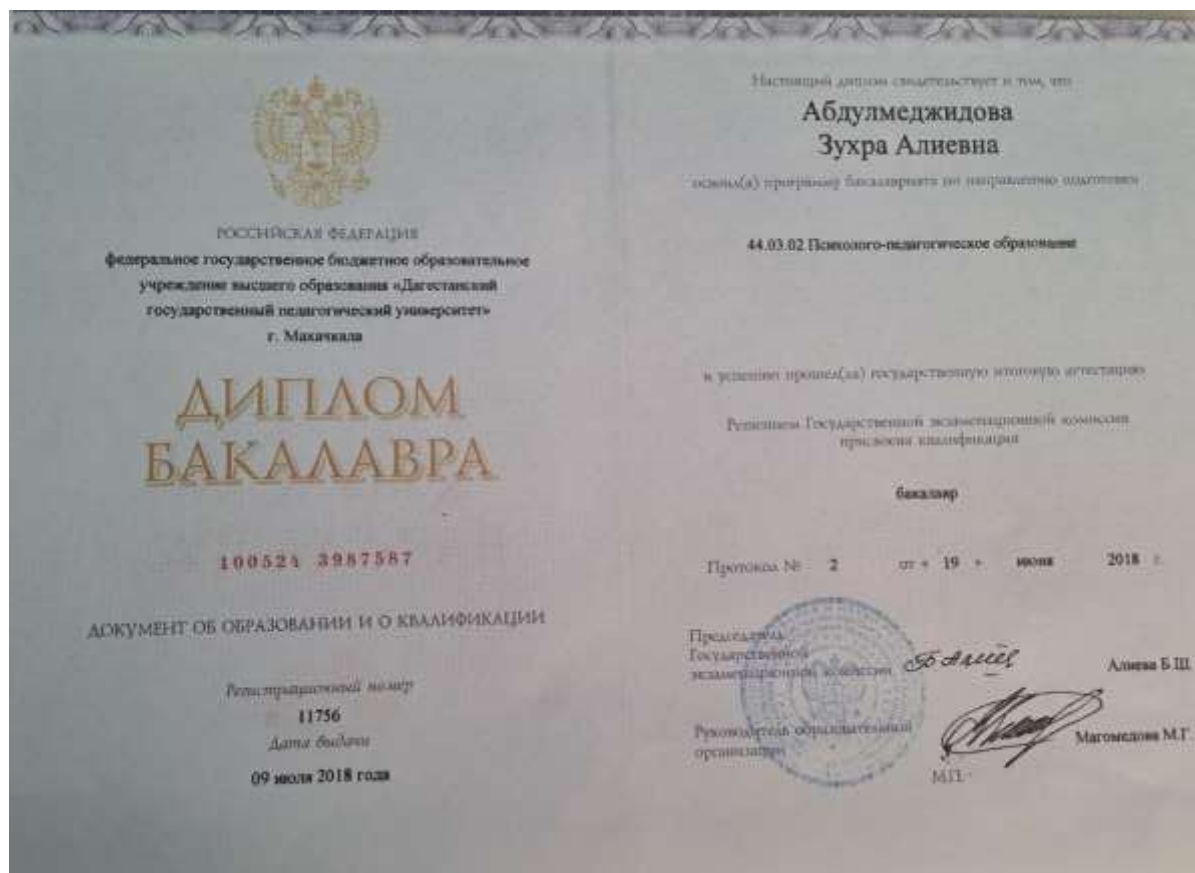 РОССИЙСКАЯ ФЕДЕРАЦИЯ
федеральное государственное бюджетное образовательное
учреждение высшего образования «Дагестанский
государственный педагогический университет»
г. Махачкала
ДИПЛОМ
БАКАЛАВРА
100524 3987587
ДОКУМЕНТ ОБ ОБРАЗОВАНИИ И О КВАЛИФИКАЦИИ
Регистрационный номер
11756
Дата выдачи
09 июля 2018 года
Настоящий диплом свидетельствует о том, что
Абдулмеджидова
Зухра Алиевна
освоил(а) программу бакалавриата по направлению подготовки
44.03.02 Психолого-педагогическое образование
и успешно прошел(ла) государственную итоговую аттестацию
Решением Государственной экзаменационной комиссии
присвоена квалификация
бакалавр
Протокол № 2 от « 19 » июня 2018 г.
Председатель
Государственной
экзаменационной комиссии
Алиева Б.Ш.
Руководитель образовательной
организации
Магомедова М.Г.
М.П.